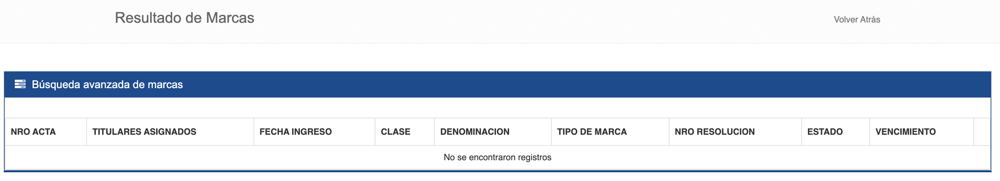 Resultado de Marcas
Volver Atrás
Búsqueda avanzada de marcas
NRO ACTA TITULARES ASIGNADOS FECHA INGRESO CLASE DENOMINACION TIPO DE MARCA NRO RESOLUCION ESTADO VENCIMIENTO
No se encontraron registros